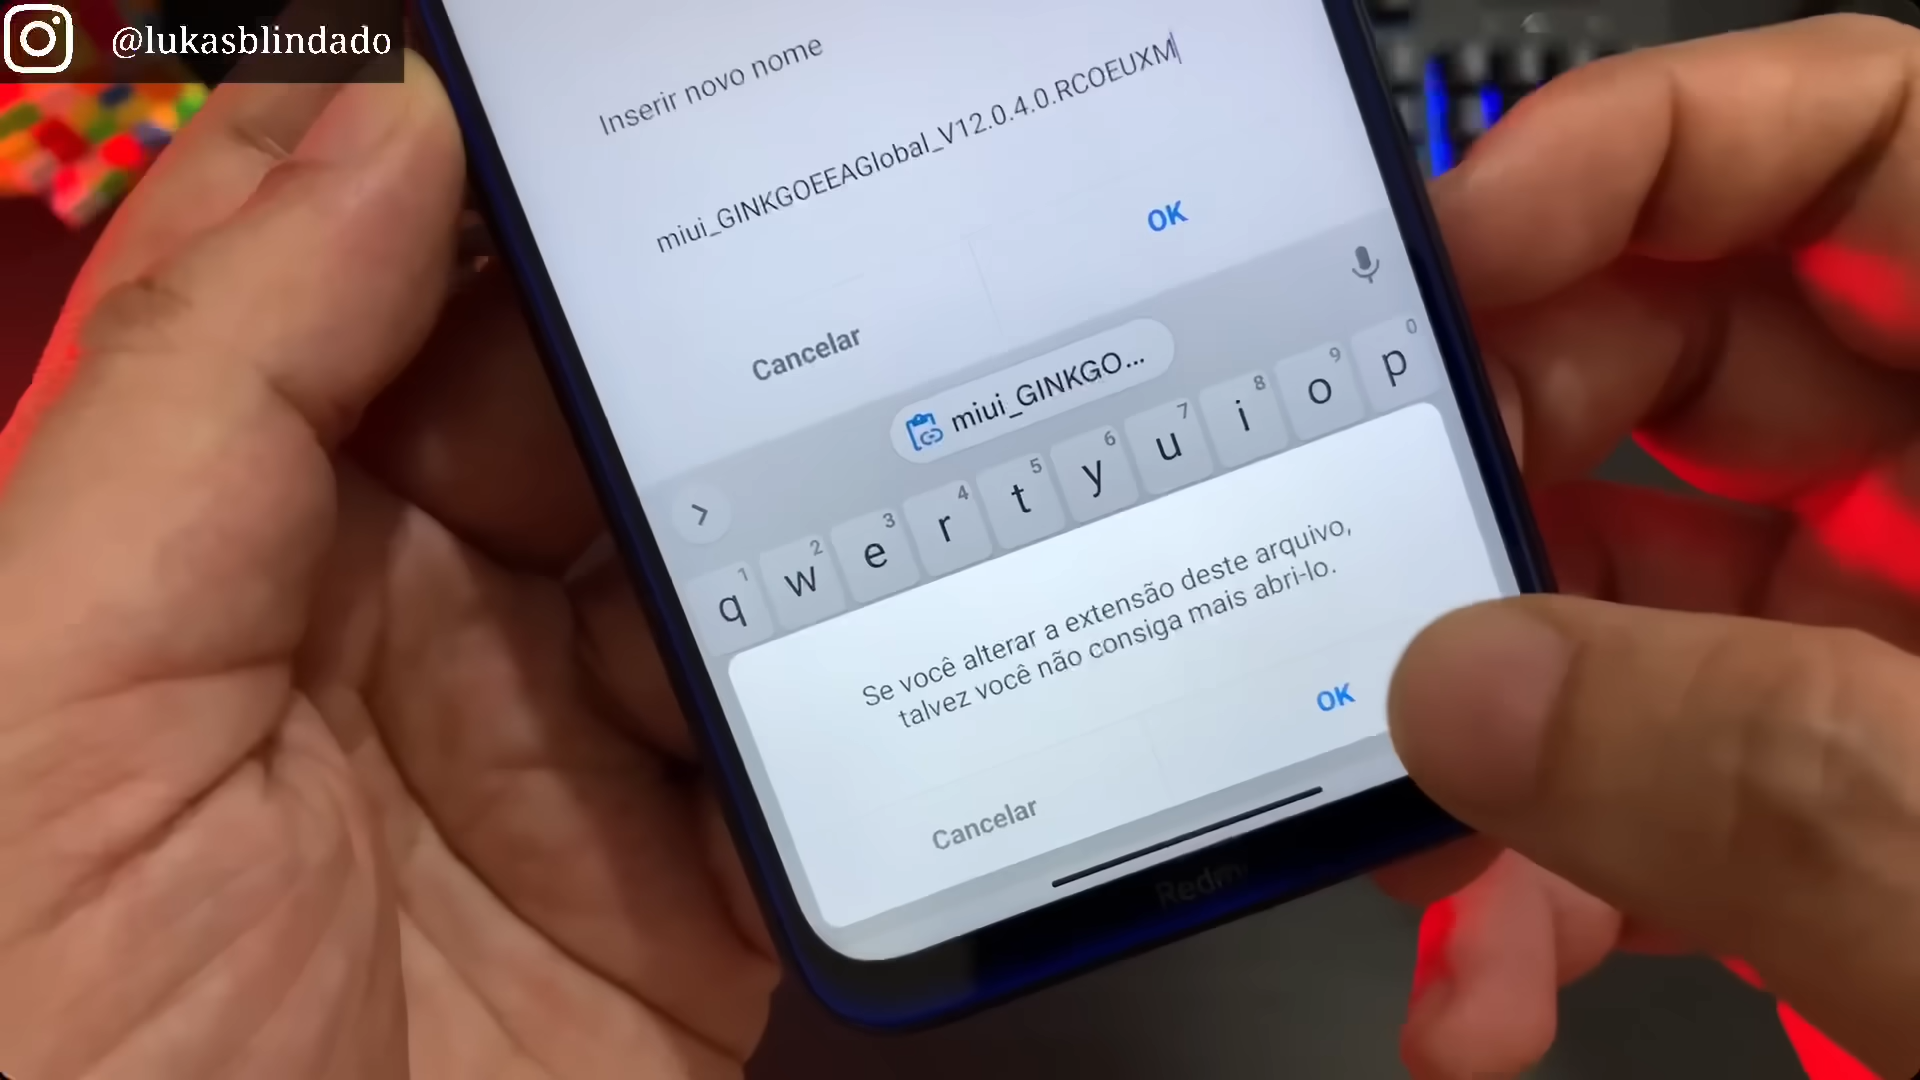 @lukasblindado
Inserir novo nome
miui_GINKGOEEAGlobal_V12.0.4.0.RCOEUXM
Cancelar
OK
miui_GINKGO...
1 2 3 4 5 6 7 8 9 0
q w e r t y u i o p
Se você alterar a extensão deste arquivo,
talvez você não consiga mais abri-lo.
Cancelar
OK
Redmi